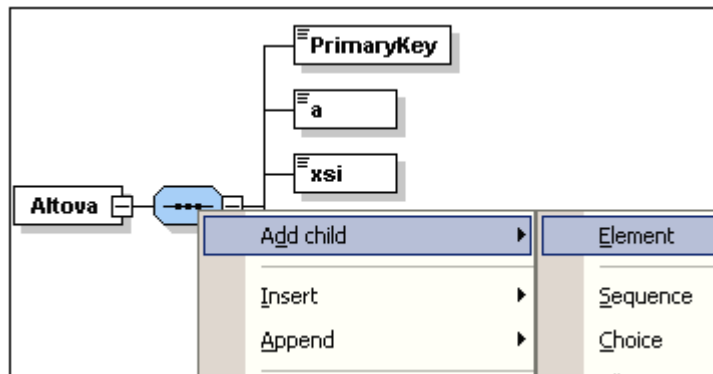 PrimaryKey
a
xsi
Altova
Add child
Element
Insert
Sequence
Append
Choice